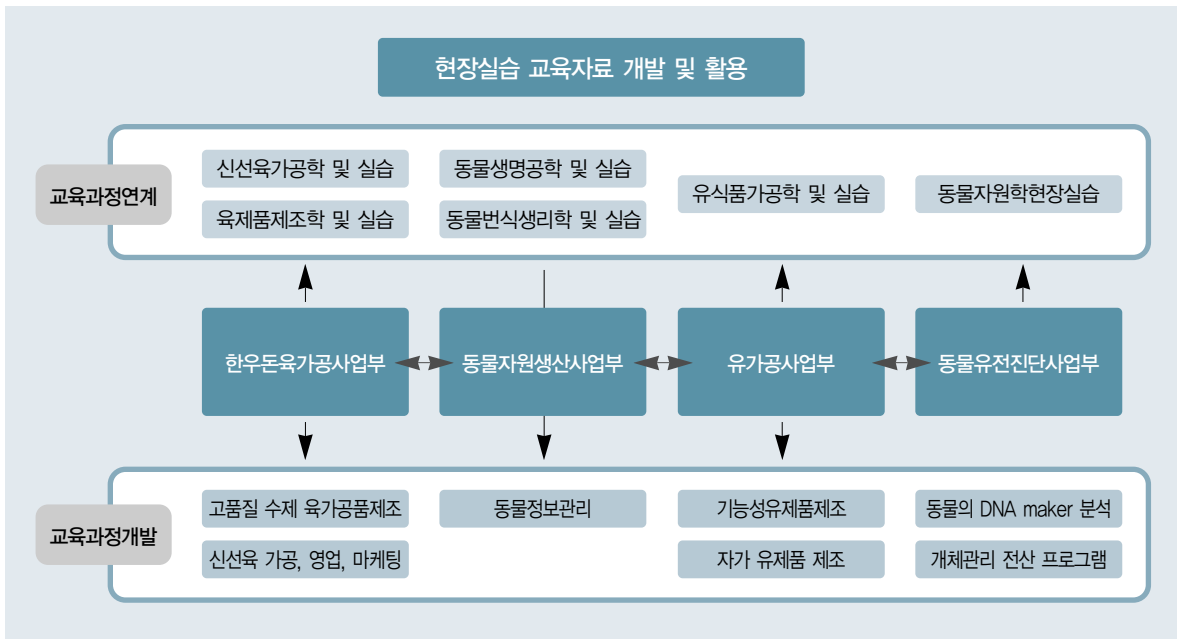 현장실습 교육자료 개발 및 활용
교육과정연계
신선육가공학 및 실습
동물생명공학 및 실습
육제품제조학 및 실습
동물번식생리학 및 실습
유식품가공학 및 실습
동물자원학현장실습
한우돈육가공사업부
동물자원생산사업부
유가공사업부
동물유전진단사업부
교육과정개발
고품질 수제 육가공품제조
동물정보관리
기능성유제품제조
동물의 DNA maker 분석
신선육 가공, 영업, 마케팅
자가 유제품 제조
개체관리 전산 프로그램